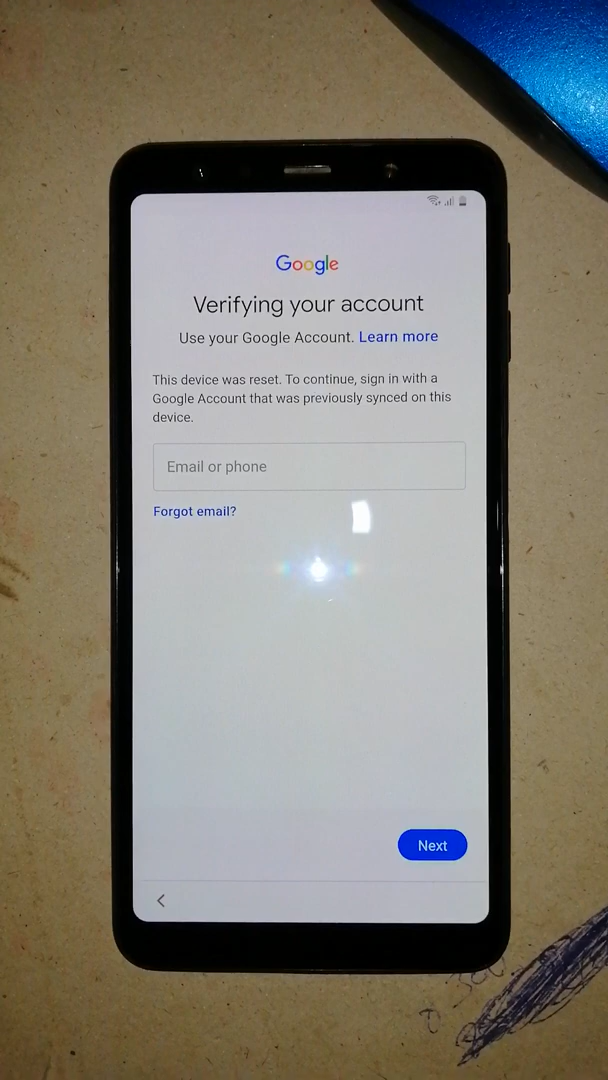 Google
Verifying your account
Use your Google Account. Learn more
This device was reset. To continue, sign in with a
Google Account that was previously synced on this
device.
Email or phone
Forgot email?
Next